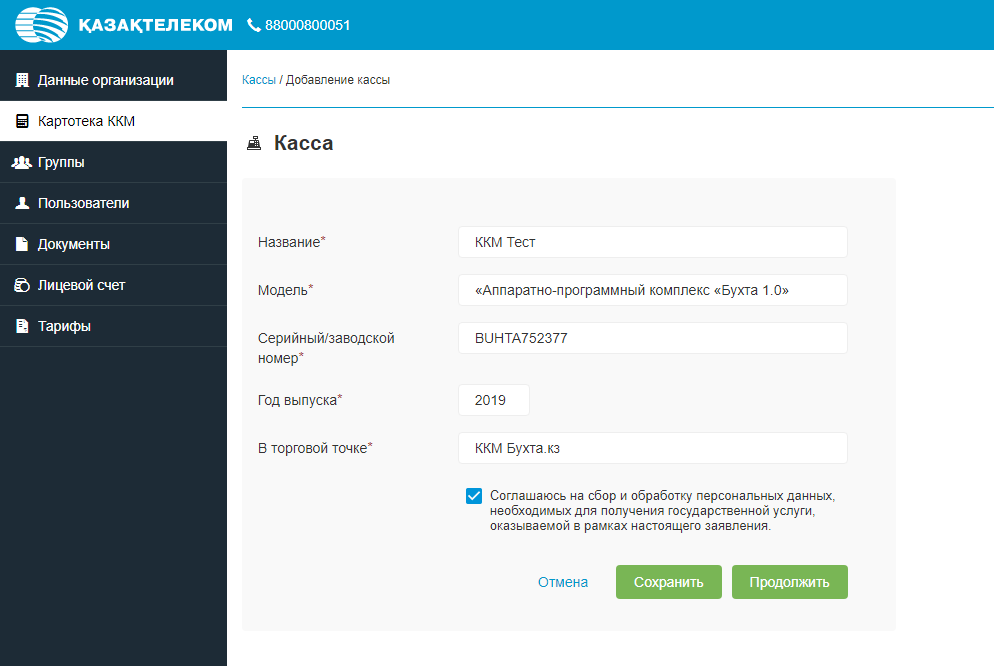 ҚАЗАҚТЕЛЕКОМ 88000800051
Данные организации
Картотека ККМ
Группы
Пользователи
Документы
Лицевой счет
Тарифы
Кассы / Добавление кассы
Касса
Название* ККМ Тест
Модель* «Аппаратно-программный комплекс «Бухта 1.0»
Серийный/заводской
номер* BUHTA752377
Год выпуска* 2019
В торговой точке* ККМ Бухта.кз
Соглашаюсь на сбор и обработку персональных данных,
необходимых для получения государственной услуги,
оказываемой в рамках настоящего заявления.
Отмена Сохранить Продолжить